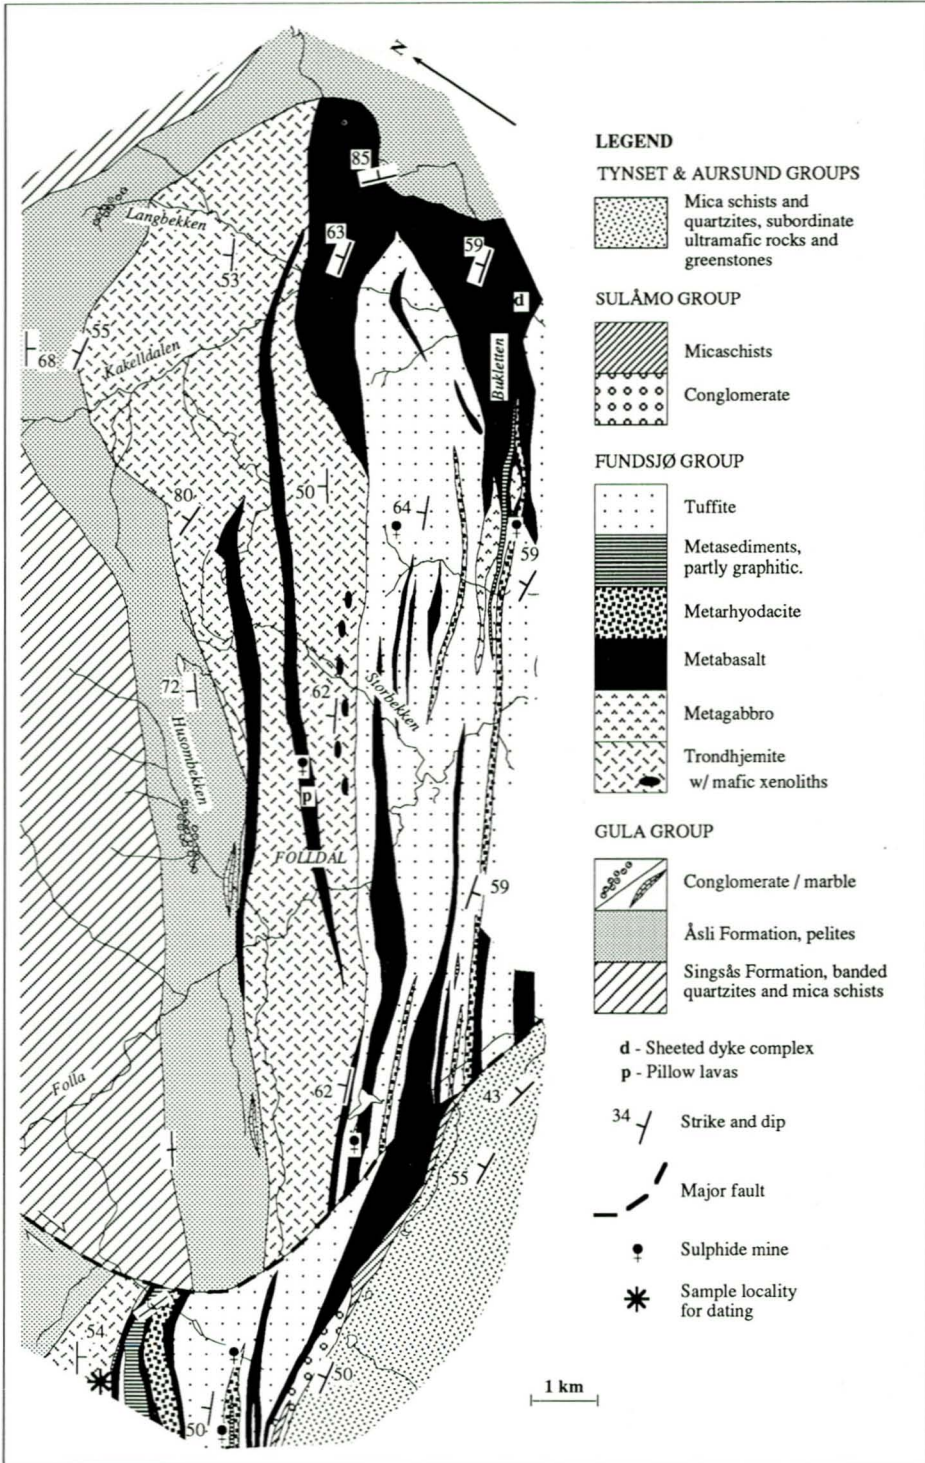 N
85
Langbekken
63
59
53
d
55
68
Kakelldalen
Bukletten
50
80
64
59
72
62
Storbekken
Husombekken
p
FOLLDAL
59
Folla
62
43
55
54
50
50
1 km
LEGEND
TYNSET & AURSUND GROUPS
Mica schists and
quartzites, subordinate
ultramafic rocks and
greenstones
SULÅMO GROUP
Micaschists
Conglomerate
FUNDSJØ GROUP
Tuffite
Metasediments,
partly graphitic.
Metarhyodacite
Metabasalt
Metagabbro
Trondhjemite
w/ mafic xenoliths
GULA GROUP
Conglomerate / marble
Åsli Formation, pelites
Singsås Formation, banded
quartzites and mica schists
d - Sheeted dyke complex
p - Pillow lavas
34
Strike and dip
Major fault
Sulphide mine
Sample locality
for dating